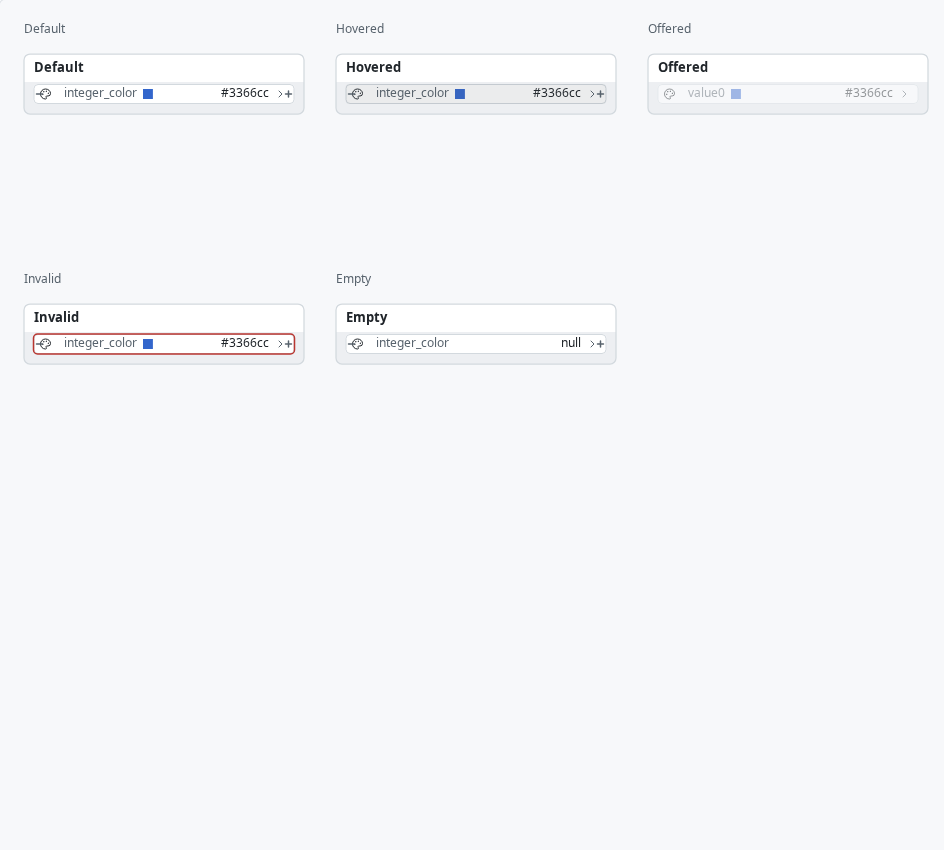 Default
Hovered
Offered
Default
Hovered
Offered
integer_color #3366cc
integer_color #3366cc
value0 #3366cc
Invalid
Empty
Invalid
Empty
integer_color #3366cc
integer_color null